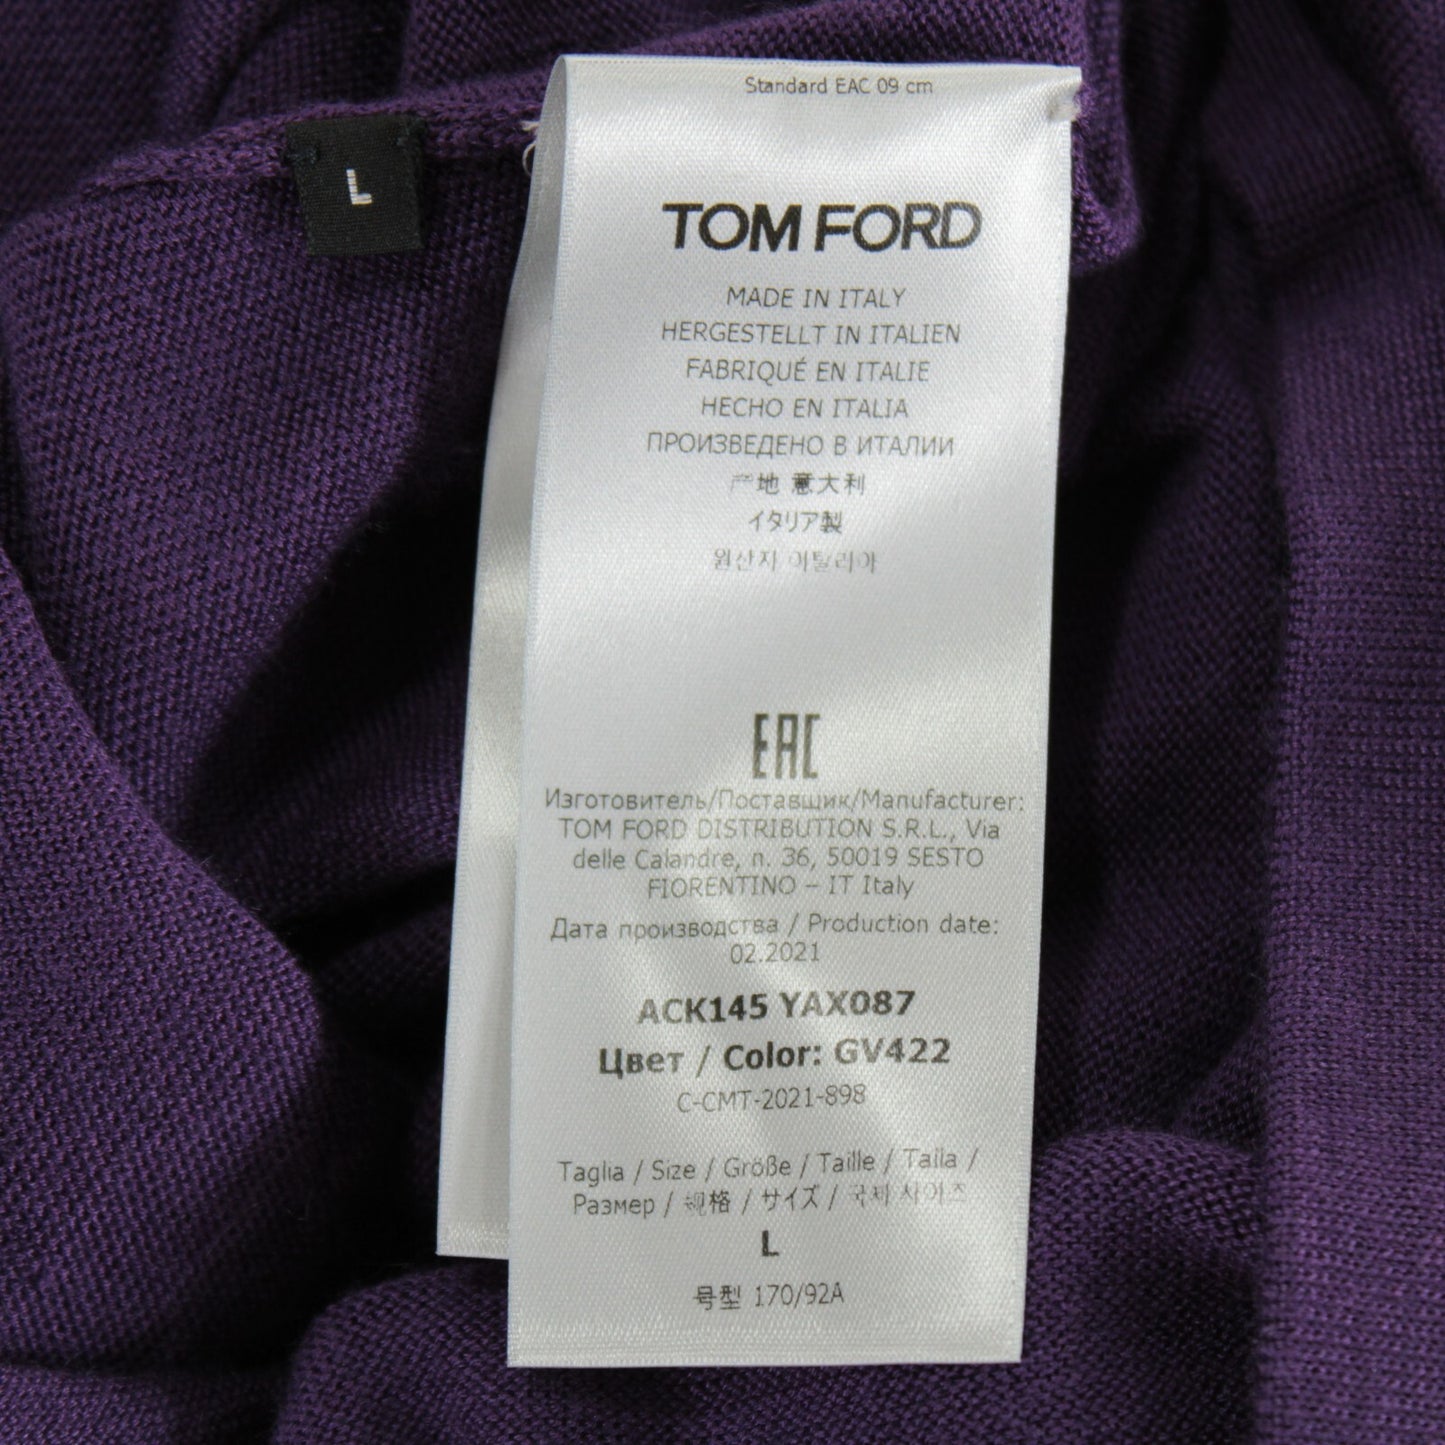 Standard EAC 09 cm
L
TOM FORD
MADE IN ITALY
HERGESTELLT IN ITALIEN
FABRIQUÉ EN ITALIE
HECHO EN ITALIA
ПРОИЗВЕДЕНО В ИТАЛИИ
产地 意大利
イタリア製
원산지 이탈리아
EAC
Изготовитель/Поставщик/Manufacturer:
TOM FORD DISTRIBUTION S.R.L., Via
delle Calandre, n. 36, 50019 SESTO
FIORENTINO – IT Italy
Дата производства / Production date:
02.2021
ACK145 YAX087
Цвет / Color: GV422
C-CMT-2021-898
Taglia / Size / Größe / Taille / Talla /
Размер / 规格 / サイズ / 국제 사이즈
L
号型 170/92A